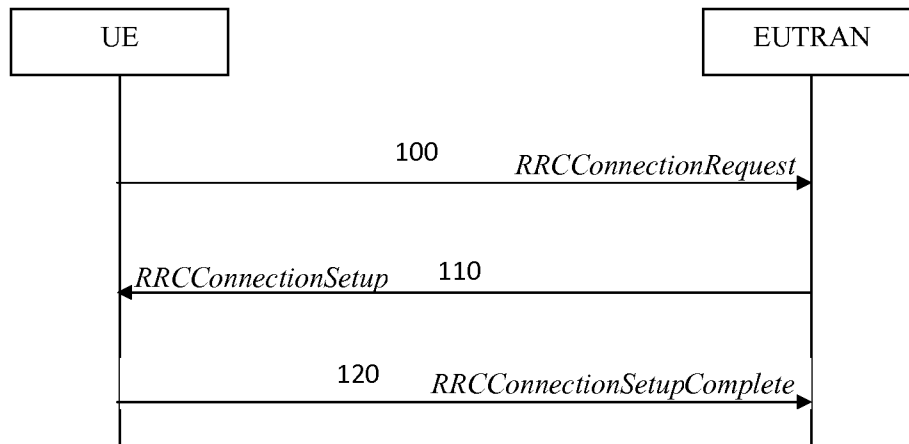 UE
EUTRAN
100
RRCConnectionRequest
RRCConnectionSetup
110
120
RRCConnectionSetupComplete